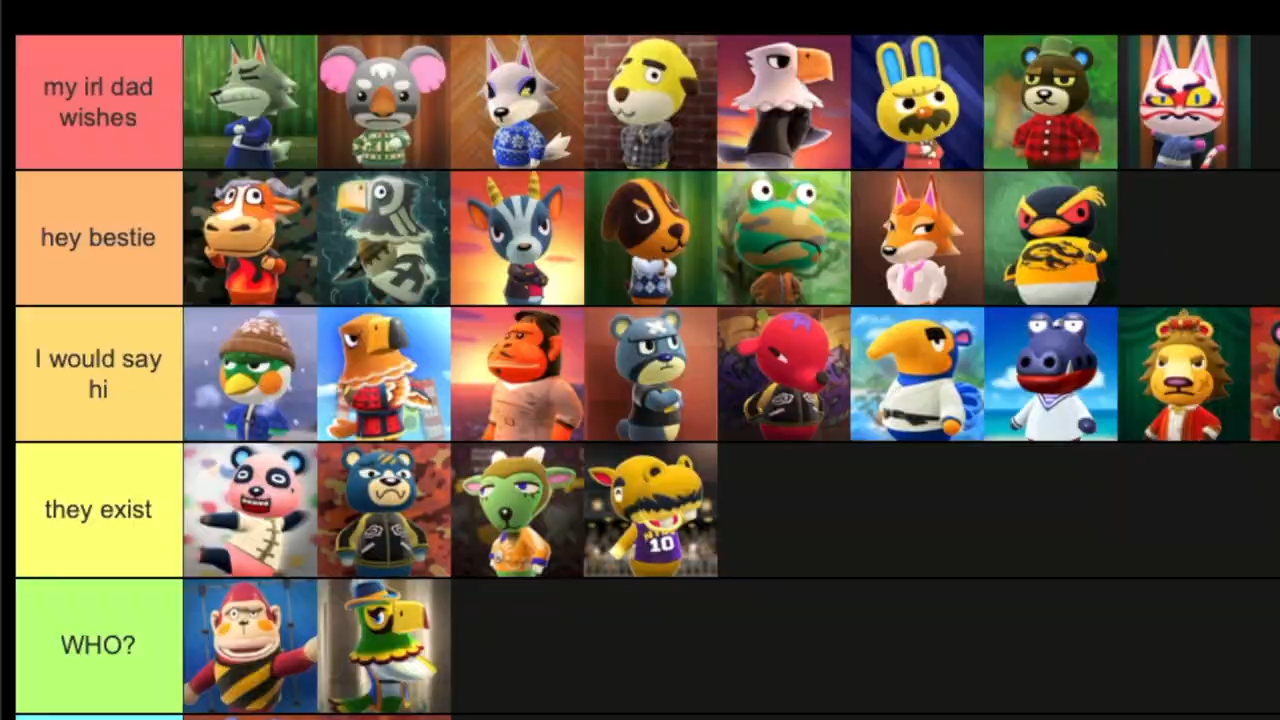 my irl dad
wishes
hey bestie
I would say
hi
they exist
10
WHO?